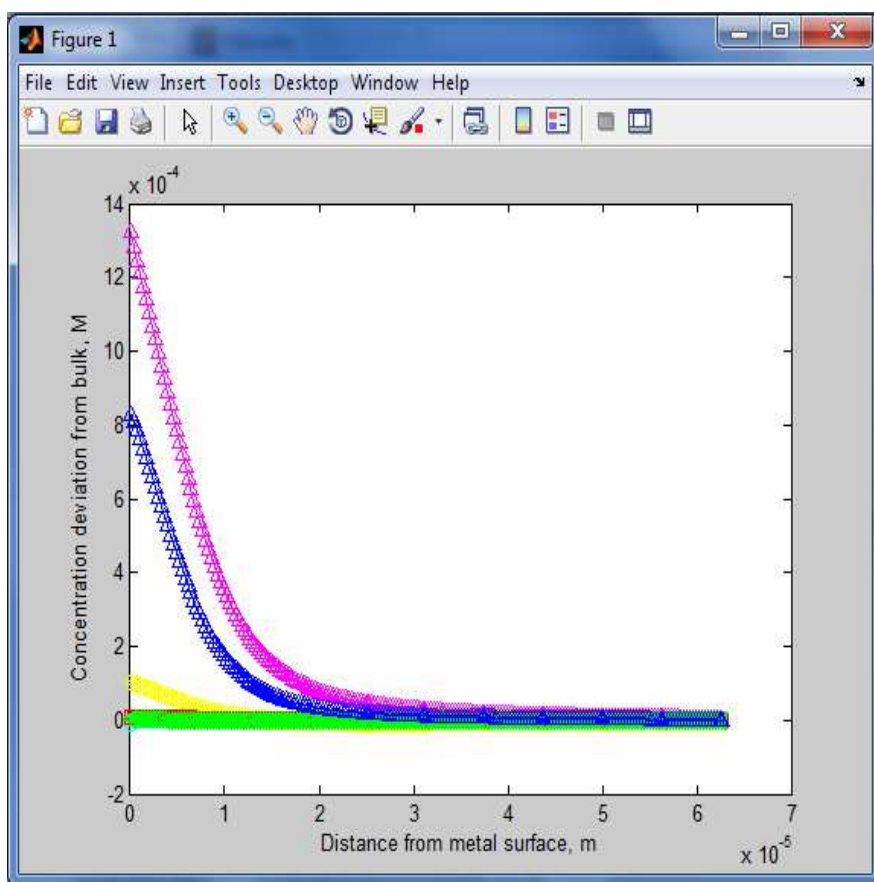 Figure 1
File Edit View Insert Tools Desktop Window Help
x 10-4
14
12
10
8
6
4
2
0
-2
Concentration deviation from bulk, M
0 1 2 3 4 5 6 7
Distance from metal surface, m
x 10-5